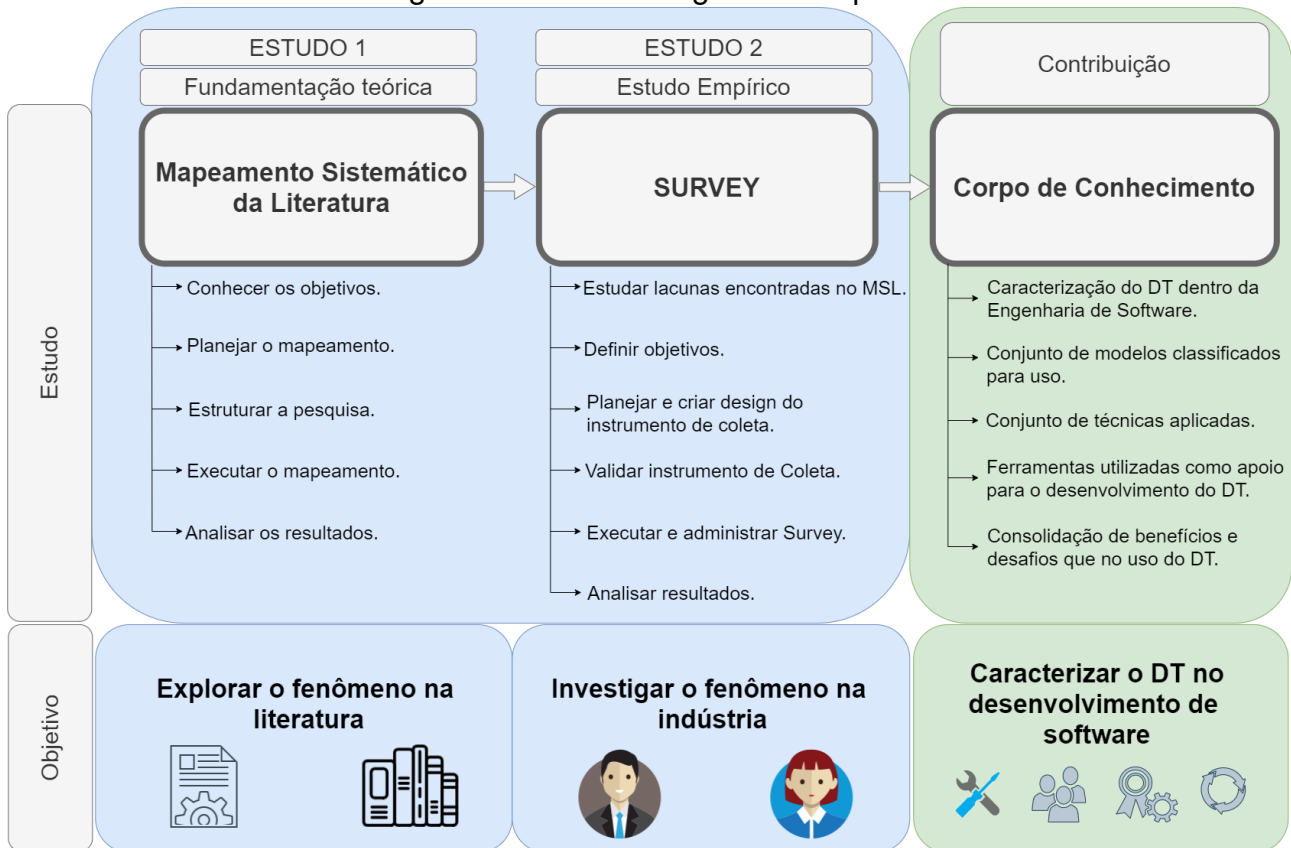 ESTUDO 1
Fundamentação teórica
Mapeamento Sistemático
da Literatura
Conhecer os objetivos.
Planejar o mapeamento.
Estruturar a pesquisa.
Executar o mapeamento.
Analisar os resultados.
ESTUDO 2
Estudo Empírico
SURVEY
Estudar lacunas encontradas no MSL.
Definir objetivos.
Planejar e criar design do
instrumento de coleta.
Validar instrumento de Coleta.
Executar e administrar Survey.
Analisar resultados.
Contribuição
Corpo de Conhecimento
Caracterização do DT dentro da
Engenharia de Software.
Conjunto de modelos classificados
para uso.
Conjunto de técnicas aplicadas.
Ferramentas utilizadas como apoio
para o desenvolvimento do DT.
Consolidação de benefícios e
desafios que no uso do DT.
Estudo
Objetivo
Explorar o fenômeno na
literatura
Investigar o fenômeno na
indústria
Caracterizar o DT no
desenvolvimento de
software